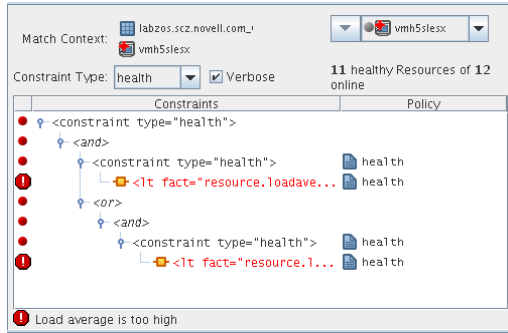 Match Context:
labzos.scz.novell.com_
vmh5slesx
vmh5slesx
Constraint Type:
health
Verbose
11 healthy Resources of 12
online
Constraints
Policy
<constraint type="health">
<and>
<constraint type="health">
health
<lt fact="resource.loadave...
health
<or>
<and>
<constraint type="health">
health
<lt fact="resource.l...
health
Load average is too high